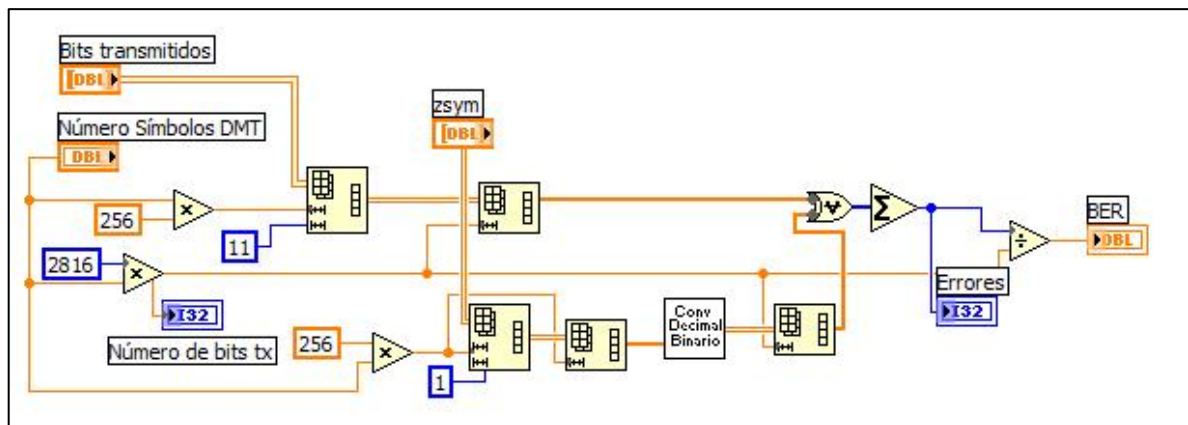 Bits transmitidos
[DBL]
Número Símbolos DMT
DBL
zsym
[DBL]
256
×
11
2816
×
I32
Número de bits tx
256
×
1
Conv
Decimal
Binario
Σ
÷
BER
DBL
Errores
I32